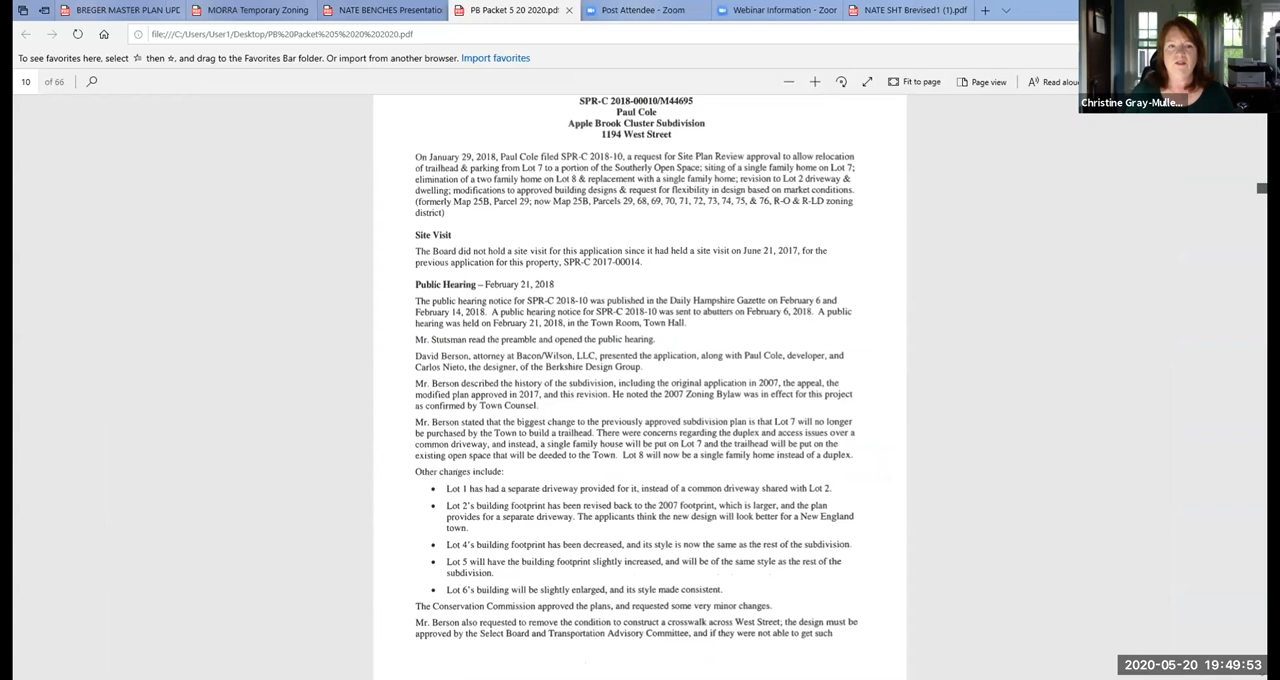 BREGER MASTER PLAN UPD
MORRA Temporary Zoning
NATE BENCHES Presentation
PB Packet 5 20 2020.pdf
Post Attendee - Zoom
Webinar Information - Zoom
NATE SHT Brevised1 (1).pdf
file:///C:/Users/User1/Desktop/PB%20Packet%205%2020%202020.pdf
To see favorites here, select ☆ then ☆, and drag to the Favorites Bar folder. Or import from another browser. Import favorites
10 of 66
Fit to page
Page view
Read alou
Christine Gray-Mulle...
SPR-C 2018-00010/M44695
Paul Cole
Apple Brook Cluster Subdivision
1194 West Street
On January 29, 2018, Paul Cole filed SPR-C 2018-10, a request for Site Plan Review approval to allow relocation
of trailhead & parking from Lot 7 to a portion of the Southerly Open Space; siting of a single family home on Lot 7;
elimination of a two family home on Lot 8 & replacement with a single family home; revision to Lot 2 driveway &
dwelling; modifications to approved building designs & request for flexibility in design based on market conditions.
(formerly Map 25B, Parcel 29; now Map 25B, Parcels 29, 68, 69, 70, 71, 72, 73, 74, 75, & 76, R-O & R-LD zoning
district)
Site Visit
The Board did not hold a site visit for this application since it had held a site visit on June 21, 2017, for the
previous application for this property, SPR-C 2017-00014.
Public Hearing – February 21, 2018
The public hearing notice for SPR-C 2018-10 was published in the Daily Hampshire Gazette on February 6 and
February 14, 2018. A public hearing notice for SPR-C 2018-10 was sent to abutters on February 6, 2018. A public
hearing was held on February 21, 2018, in the Town Room, Town Hall.
Mr. Stutsman read the preamble and opened the public hearing.
David Berson, attorney at Bacon/Wilson, LLC, presented the application, along with Paul Cole, developer, and
Carlos Nieto, the designer, of the Berkshire Design Group.
Mr. Berson described the history of the subdivision, including the original application in 2007, the appeal, the
modified plan approved in 2017, and this revision. He noted the 2007 Zoning Bylaw was in effect for this project
as confirmed by Town Counsel.
Mr. Berson stated that the biggest change to the previously approved subdivision plan is that Lot 7 will no longer
be purchased by the Town to build a trailhead. There were concerns regarding the duplex and access issues over a
common driveway, and instead, a single family house will be put on Lot 7 and the trailhead will be put on the
existing open space that will be deeded to the Town. Lot 8 will now be a single family home instead of a duplex.
Other changes include:
• Lot 1 has had a separate driveway provided for it, instead of a common driveway shared with Lot 2.
• Lot 2's building footprint has been revised back to the 2007 footprint, which is larger, and the plan
provides for a separate driveway. The applicants think the new design will look better for a New England
town.
• Lot 4's building footprint has been decreased, and its style is now the same as the rest of the subdivision.
• Lot 5 will have the building footprint slightly increased, and will be of the same style as the rest of the
subdivision.
• Lot 6's building will be slightly enlarged, and its style made consistent.
The Conservation Commission approved the plans, and requested some very minor changes.
Mr. Berson also requested to remove the condition to construct a crosswalk across West Street; the design must be
approved by the Select Board and Transportation Advisory Committee, and if they were not able to get such
2020-05-20 19:49:53